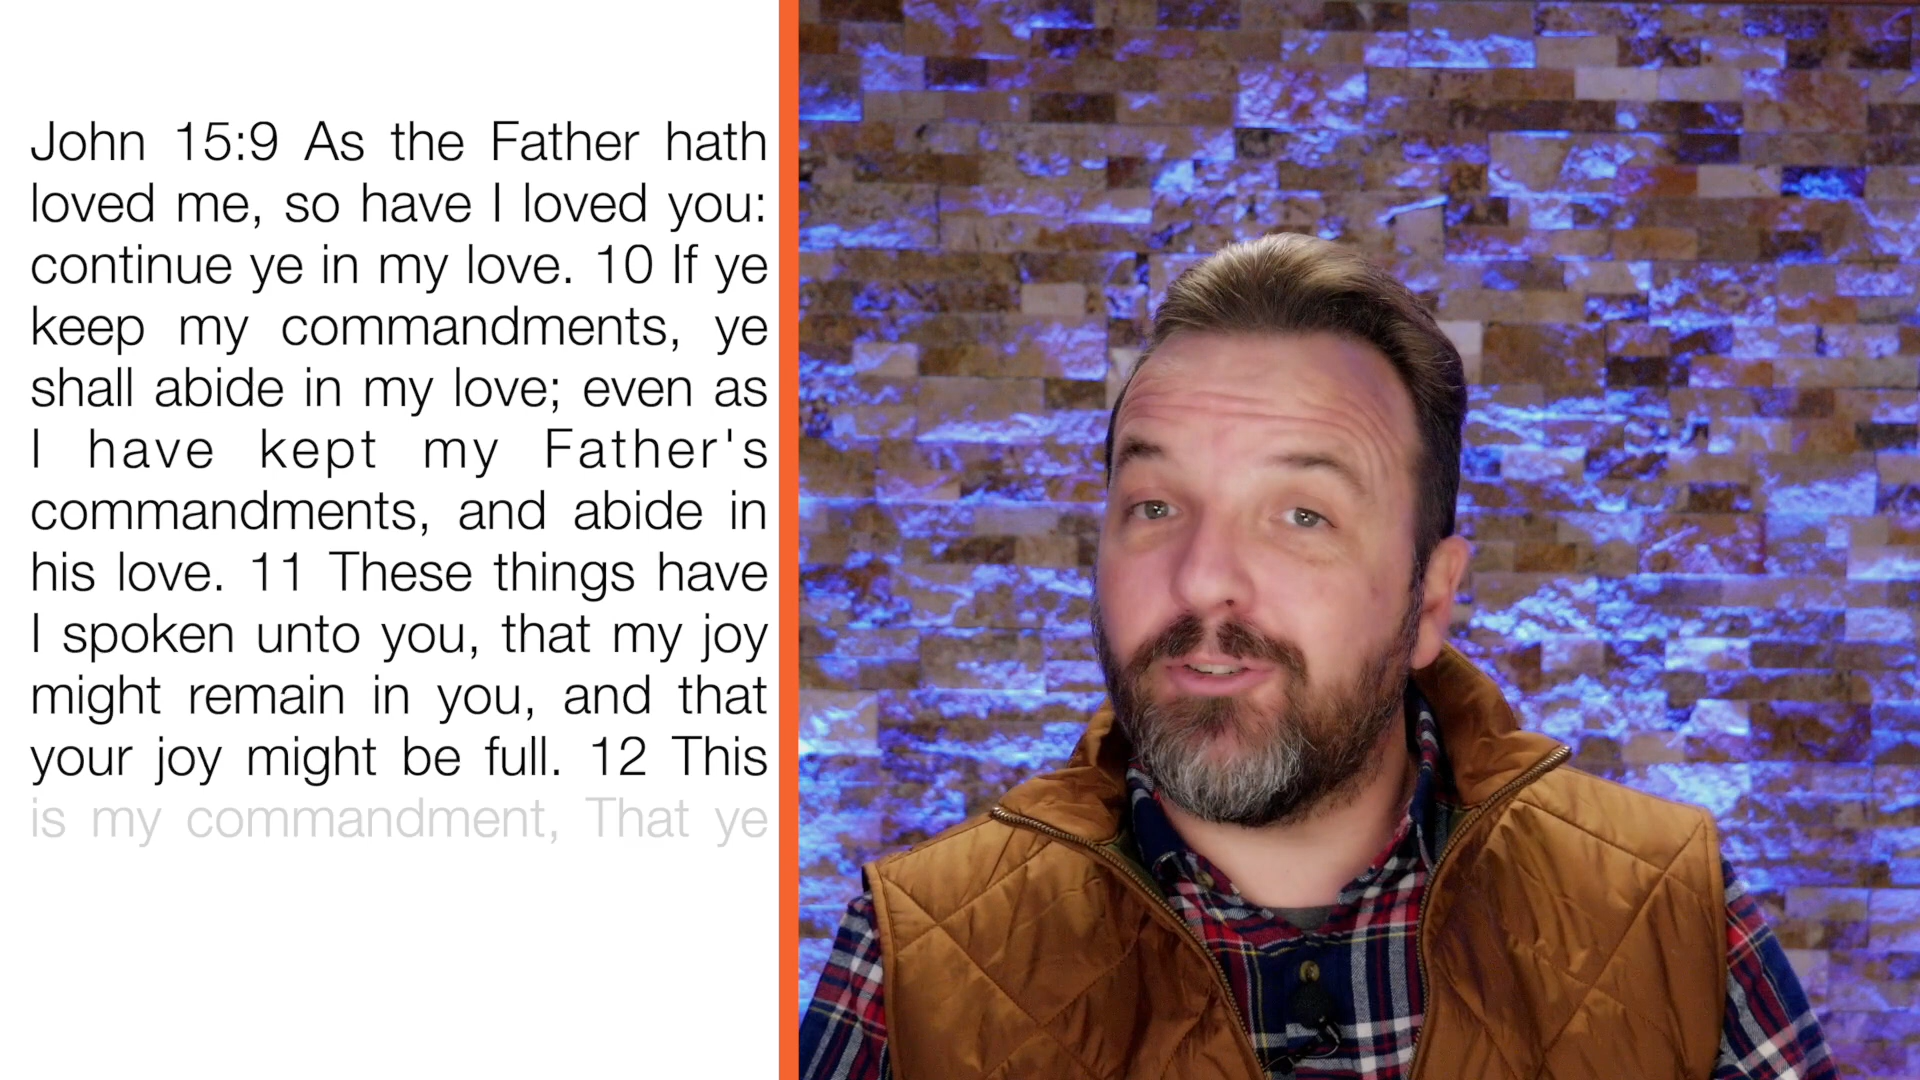 John 15:9 As the Father hath
loved me, so have I loved you:
continue ye in my love. 10 If ye
keep my commandments, ye
shall abide in my love; even as
I have kept my Father's
commandments, and abide in
his love. 11 These things have
I spoken unto you, that my joy
might remain in you, and that
your joy might be full. 12 This
is my commandment, That ye